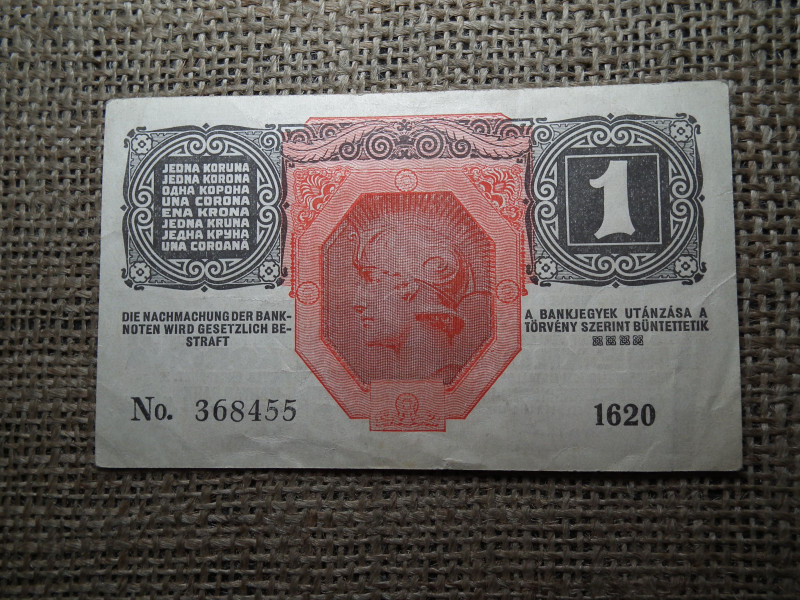 JEDNA KORUNA
JEDNA KORONA
ОДНА КОРОНА
UNA CORONA
ENA KRONA
JEDNA KRUNA
ЈЕДНА КРУНА
UNA COROANĂ
1
DIE NACHMACHUNG DER BANK-
NOTEN WIRD GESETZLICH BE-
STRAFT
A BANKJEGYEK UTÁNZÁSA A
TÖRVÉNY SZERINT BÜNTETTETIK
No. 368455
1620